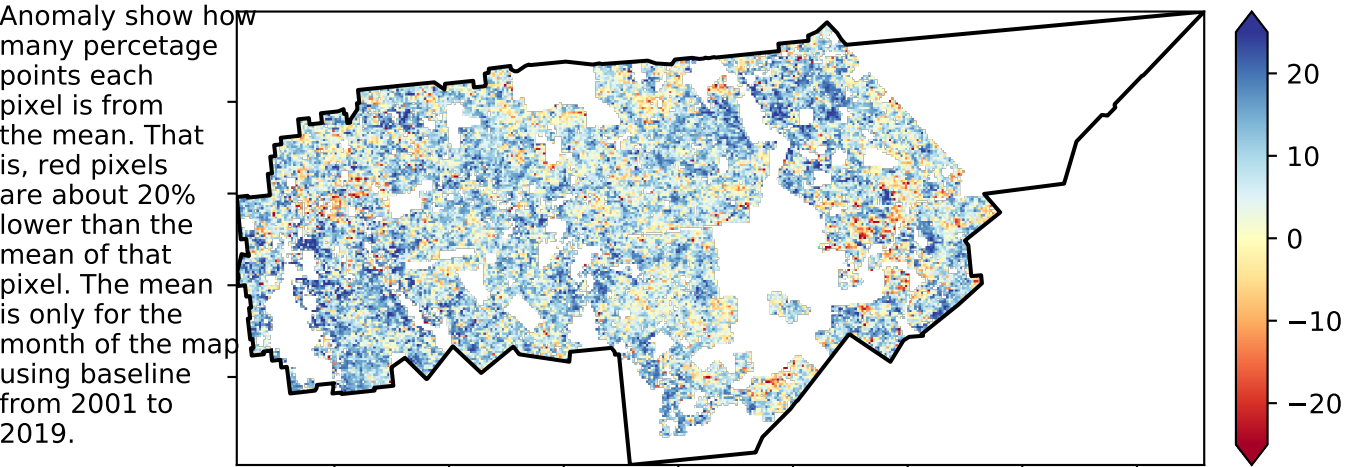 Anomaly show how
many percetage
points each
pixel is from
the mean. That
is, red pixels
are about 20%
lower than the
mean of that
pixel. The mean
is only for the
month of the map
using baseline
from 2001 to
2019.
20
10
0
−10
−20